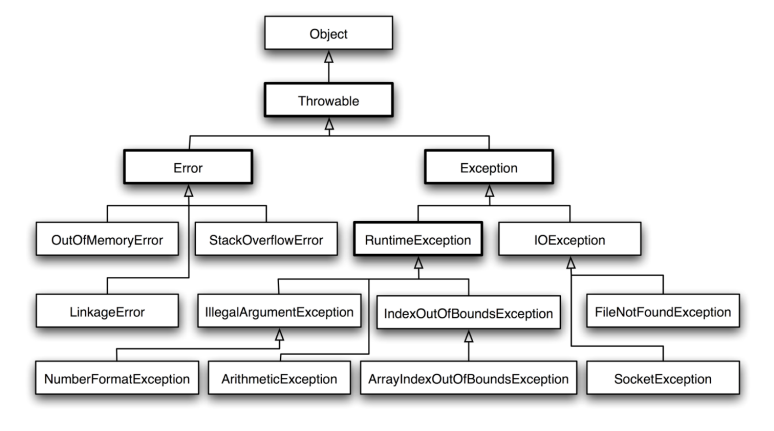 Object
Throwable
Error
Exception
OutOfMemoryError
StackOverflowError
RuntimeException
IOException
LinkageError
IllegalArgumentException
IndexOutOfBoundsException
FileNotFoundException
NumberFormatException
ArithmeticException
ArrayIndexOutOfBoundsException
SocketException